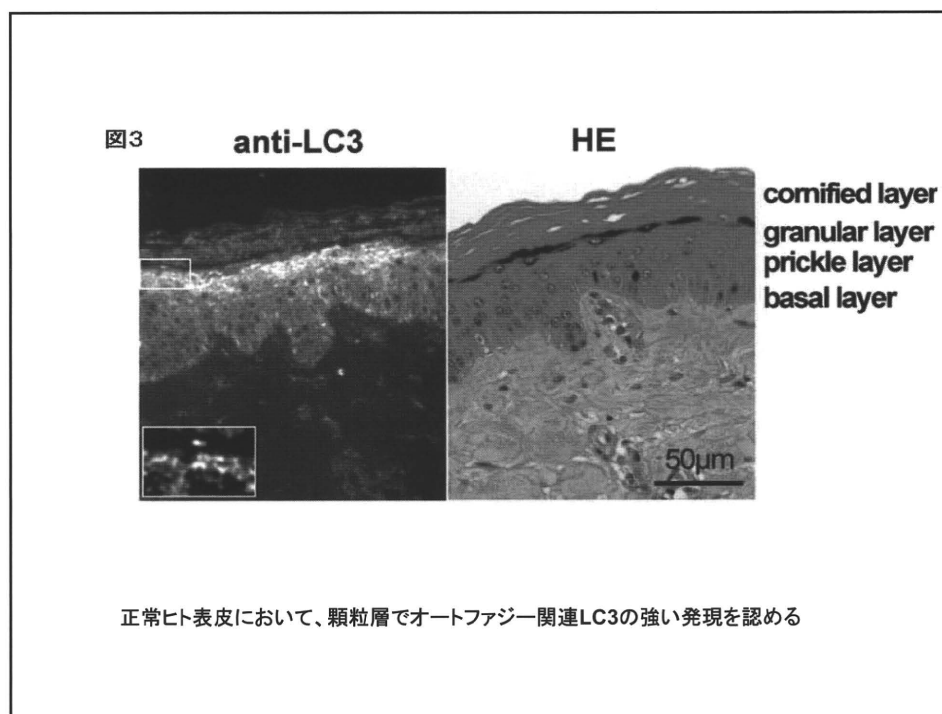 図3
anti-LC3
HE
cornified layer
granular layer
prickle layer
basal layer
50μm
正常ヒト表皮において、顆粒層でオートファジー関連LC3の強い発現を認める